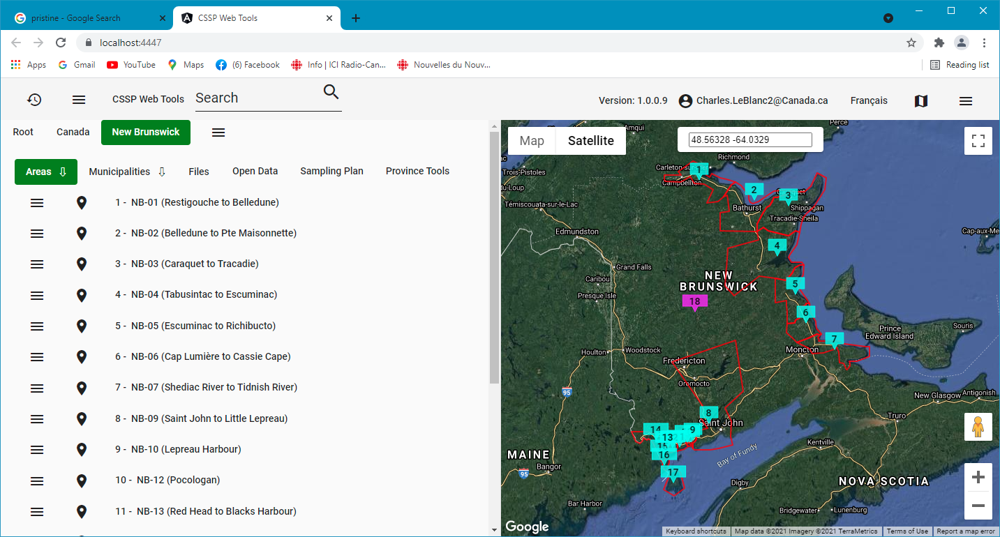 pristine - Google Search
CSSP Web Tools
localhost:4447
Apps
Gmail
YouTube
Maps
(6) Facebook
Info | ICI Radio-Can...
Nouvelles du Nouv...
Reading list
CSSP Web Tools
Search
Version: 1.0.0.9
Charles.LeBlanc2@Canada.ca
Français
Root
Canada
New Brunswick
Areas
Municipalities
Files
Open Data
Sampling Plan
Province Tools
1 - NB-01 (Restigouche to Belledune)
2 - NB-02 (Belledune to Pte Maisonnette)
3 - NB-03 (Caraquet to Tracadie)
4 - NB-04 (Tabusintac to Escuminac)
5 - NB-05 (Escuminac to Richibucto)
6 - NB-06 (Cap Lumière to Cassie Cape)
7 - NB-07 (Shediac River to Tidnish River)
8 - NB-09 (Saint John to Little Lepreau)
9 - NB-10 (Lepreau Harbour)
10 - NB-12 (Pocologan)
11 - NB-13 (Red Head to Blacks Harbour)
Map
Satellite
48.56328 -64.0329
Amqui
Perce
Richmond
Trois-Pistoles
du-Loup
Campbellton
1
2
3
Témiscouata-sur-le-Lac
Bathurst
Shippagan
Tracadie-Sheila
Edmundston
Cap-aux-Me
4
Grand Falls
Caribou
NEW
BRUNSWICK
Presque Isle
5
18
6
Prince
Edward Island
Souris
7
Houlton
Woodstock
Moncton
Fredericton
Oromocto
95
New Glasgow
Antigonish
8
Saint John
Truro
14
9
13
15
16
Kentville
Bay of Fundy
MAINE
Bangor
95
17
Digby
NOVA SCOTIA
Bar Harbor
Bridgewater
Lunenburg
Google
Keyboard shortcuts
Map data ©2021 Imagery ©2021 TerraMetrics
Terms of Use
Report a map error